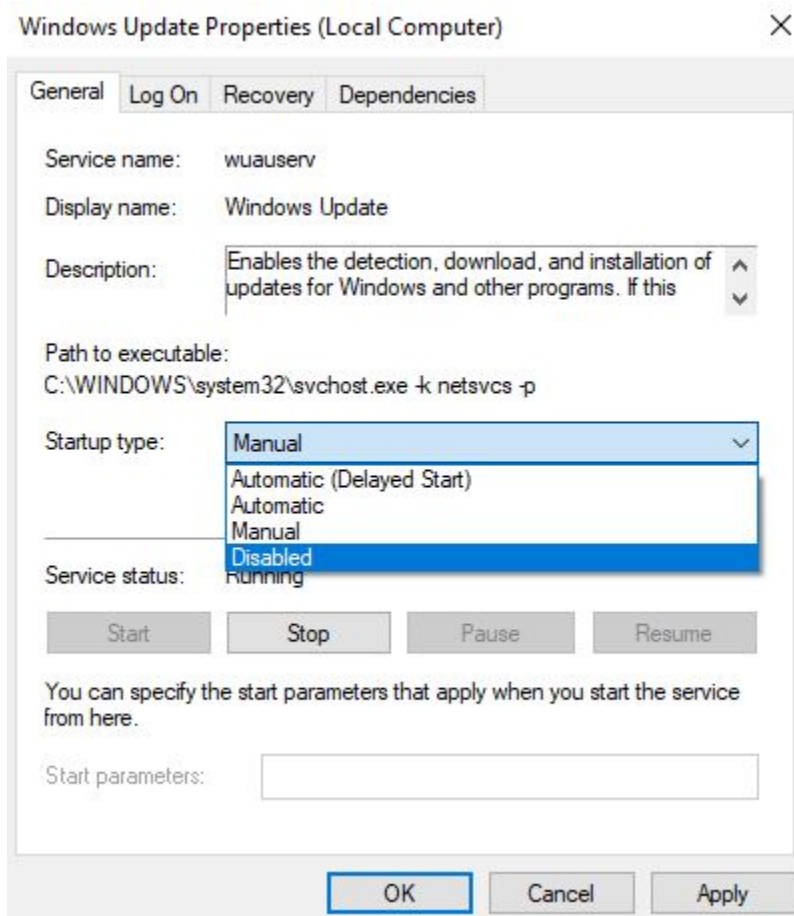 Windows Update Properties (Local Computer)
General Log On Recovery Dependencies
Service name: wuauserv
Display name: Windows Update
Description: Enables the detection, download, and installation of
updates for Windows and other programs. If this
Path to executable:
C:\WINDOWS\system32\svchost.exe -k netsvcs -p
Startup type: Manual
Automatic (Delayed Start)
Automatic
Manual
Disabled
Service status: Running
Start Stop Pause Resume
You can specify the start parameters that apply when you start the service
from here.
Start parameters:
OK Cancel Apply